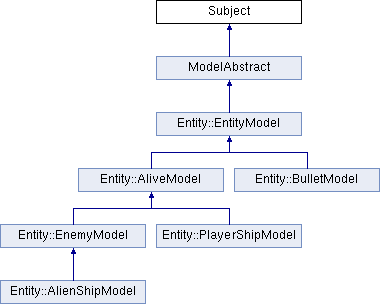 Subject
ModelAbstract
Entity::EntityModel
Entity::AliveModel
Entity::BulletModel
Entity::EnemyModel
Entity::PlayerShipModel
Entity::AlienShipModel